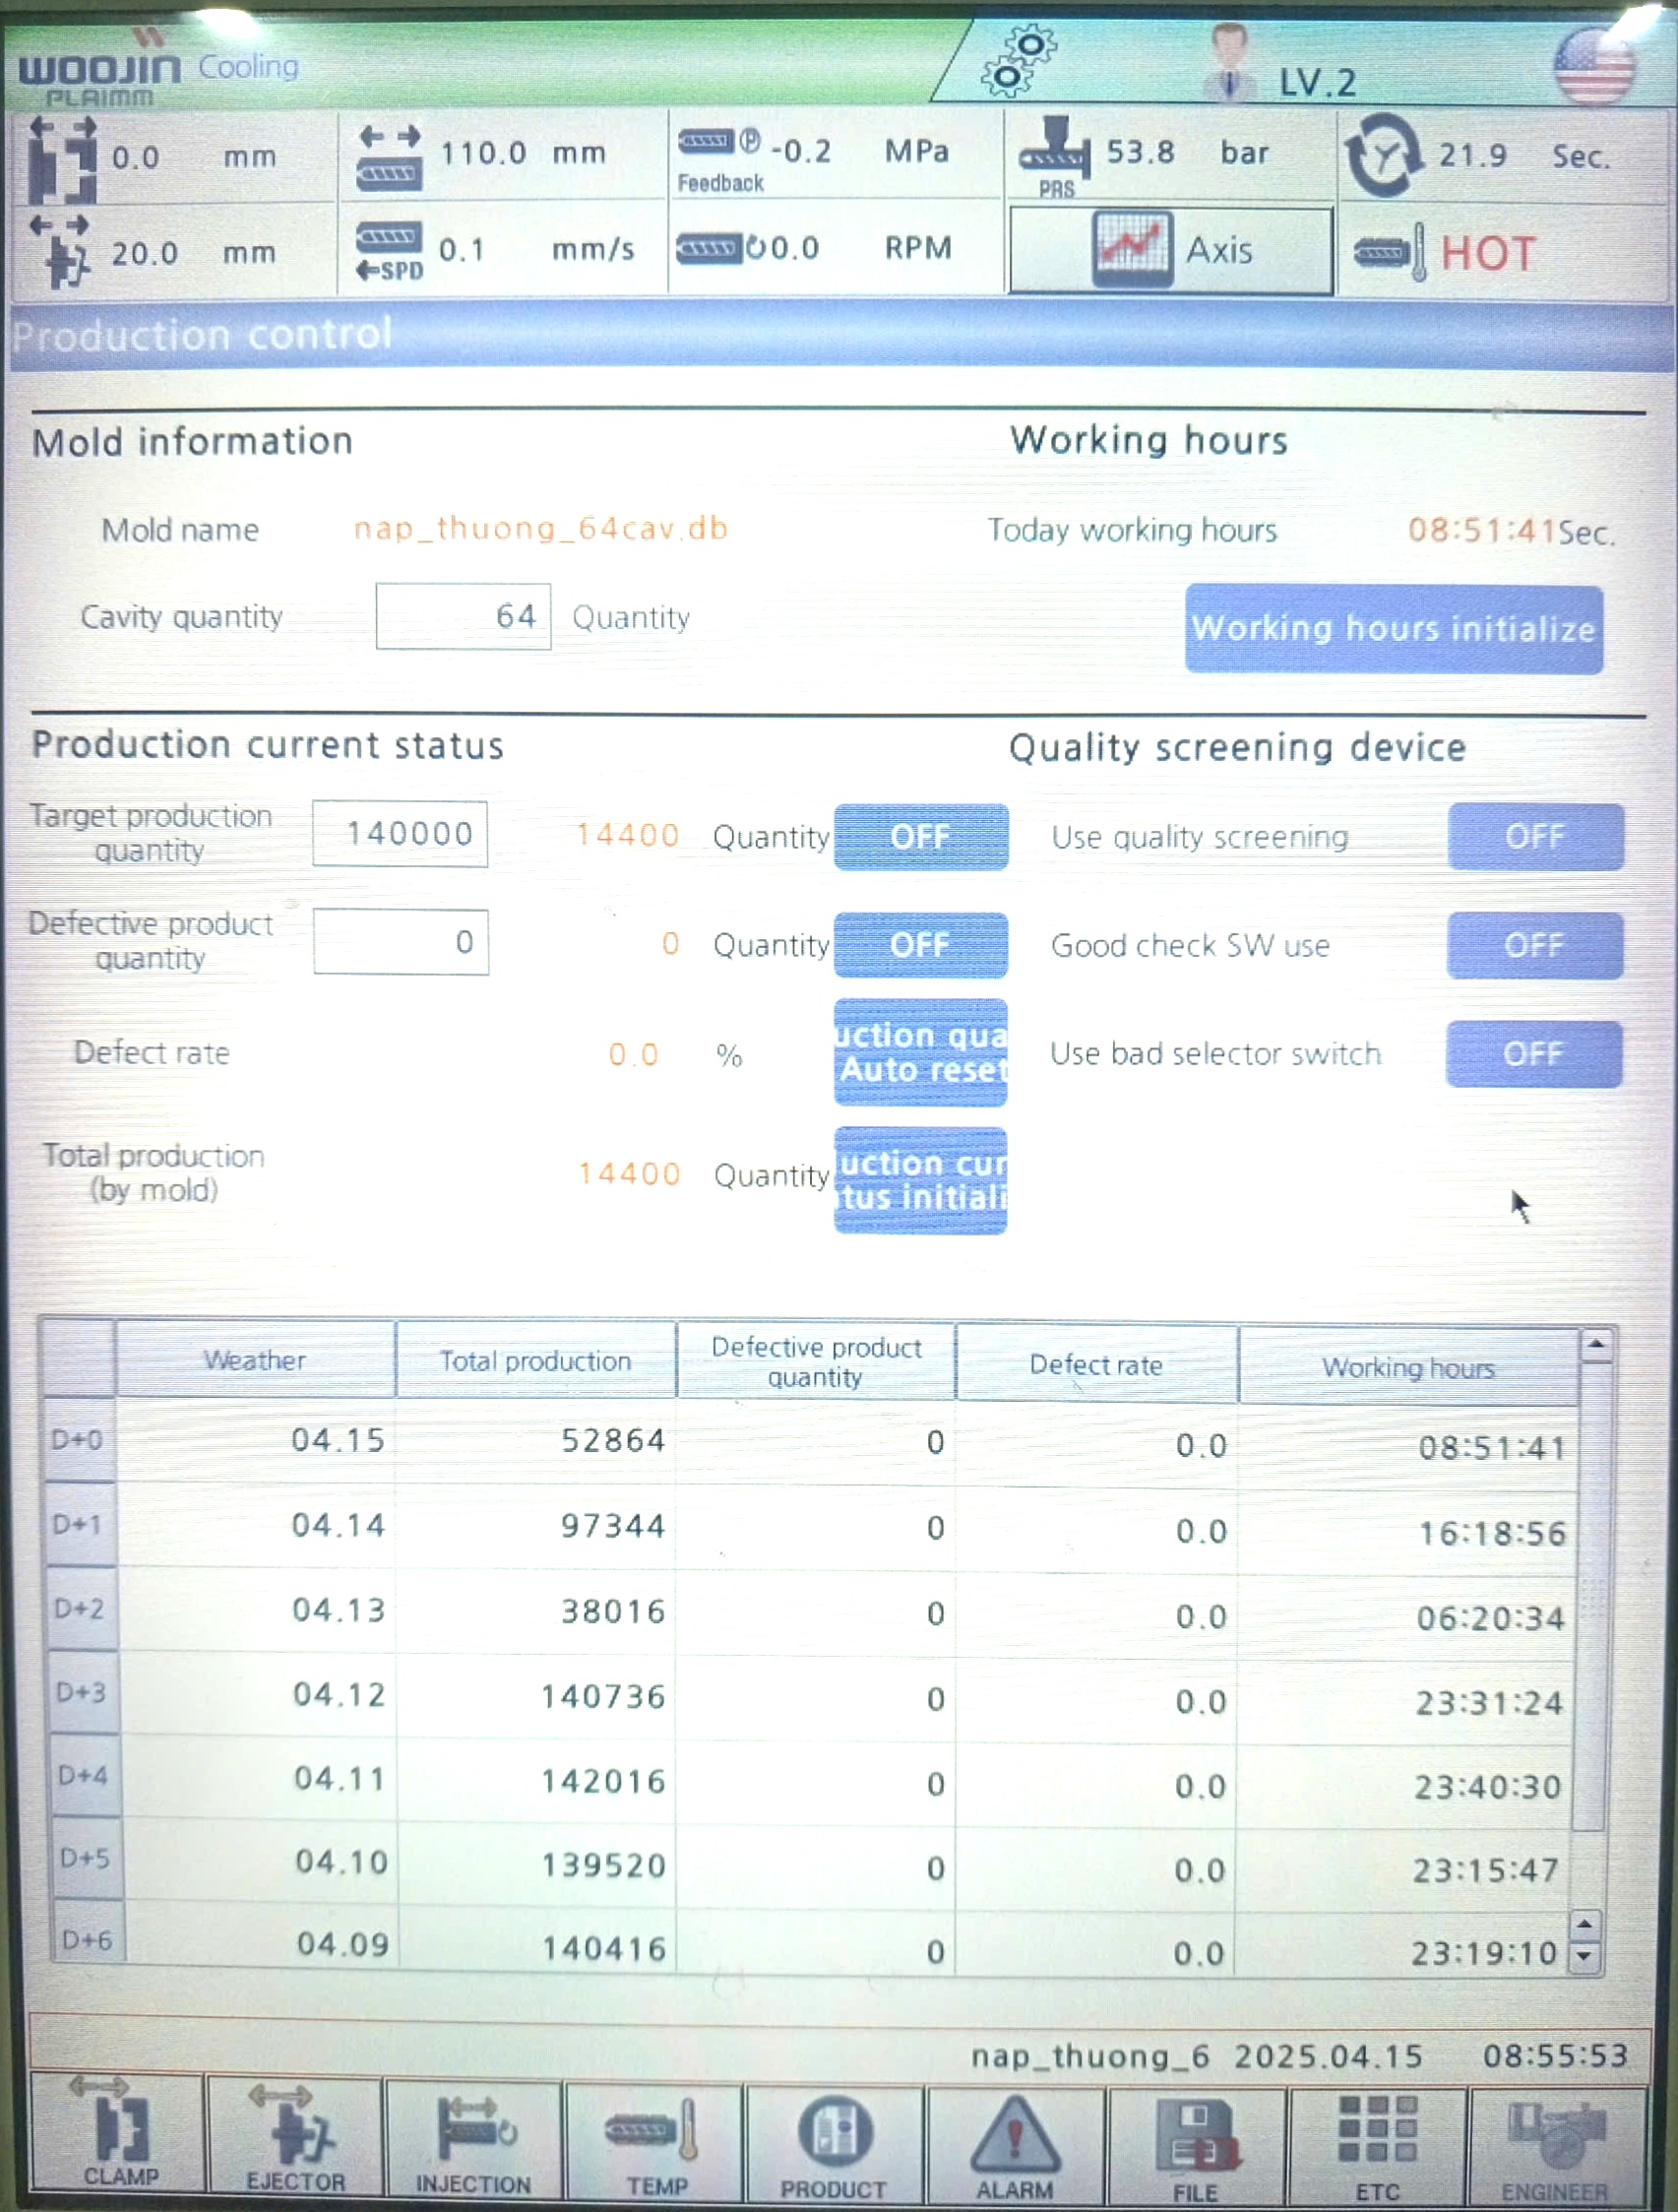 WOOJIN Cooling
PLAIMM
LV.2
0.0 mm
110.0 mm
Feedback
-0.2 MPa
PRS
53.8 bar
21.9 Sec.
20.0 mm
SPD
0.1 mm/s
0.0 RPM
Axis
HOT
Production control
Mold information
Working hours
Mold name nap_thuong_64cav.db
Today working hours 08:51:41Sec.
Cavity quantity 64 Quantity
Working hours initialize
Production current status
Quality screening device
Target production
quantity
140000 14400 Quantity OFF
Use quality screening OFF
Defective product
quantity
0 0 Quantity OFF
Good check SW use OFF
Defect rate 0.0 %
uction qua
Auto reset
Use bad selector switch OFF
Total production
(by mold)
14400 Quantity
uction cur
tus initiali
Weather Total production Defective product quantity Defect rate Working hours
D+0 04.15 52864 0 0.0 08:51:41
D+1 04.14 97344 0 0.0 16:18:56
D+2 04.13 38016 0 0.0 06:20:34
D+3 04.12 140736 0 0.0 23:31:24
D+4 04.11 142016 0 0.0 23:40:30
D+5 04.10 139520 0 0.0 23:15:47
D+6 04.09 140416 0 0.0 23:19:10
nap_thuong_6 2025.04.15 08:55:53
CLAMP EJECTOR INJECTION TEMP PRODUCT ALARM FILE ETC ENGINEER